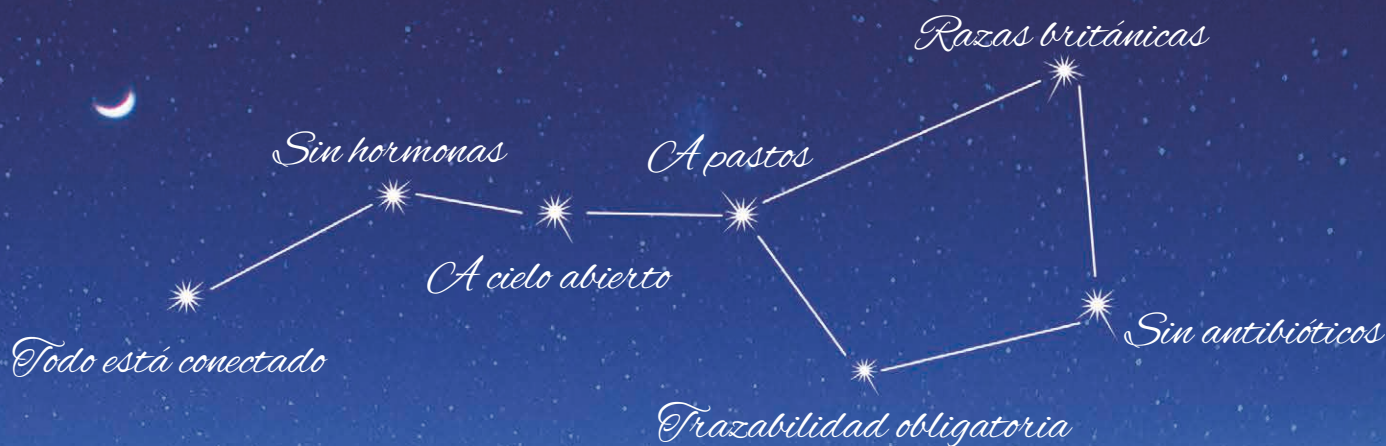 Razas británicas
Sin hormonas
A pastos
A cielo abierto
Sin antibióticos
Todo está conectado
Trazabilidad obligatoria